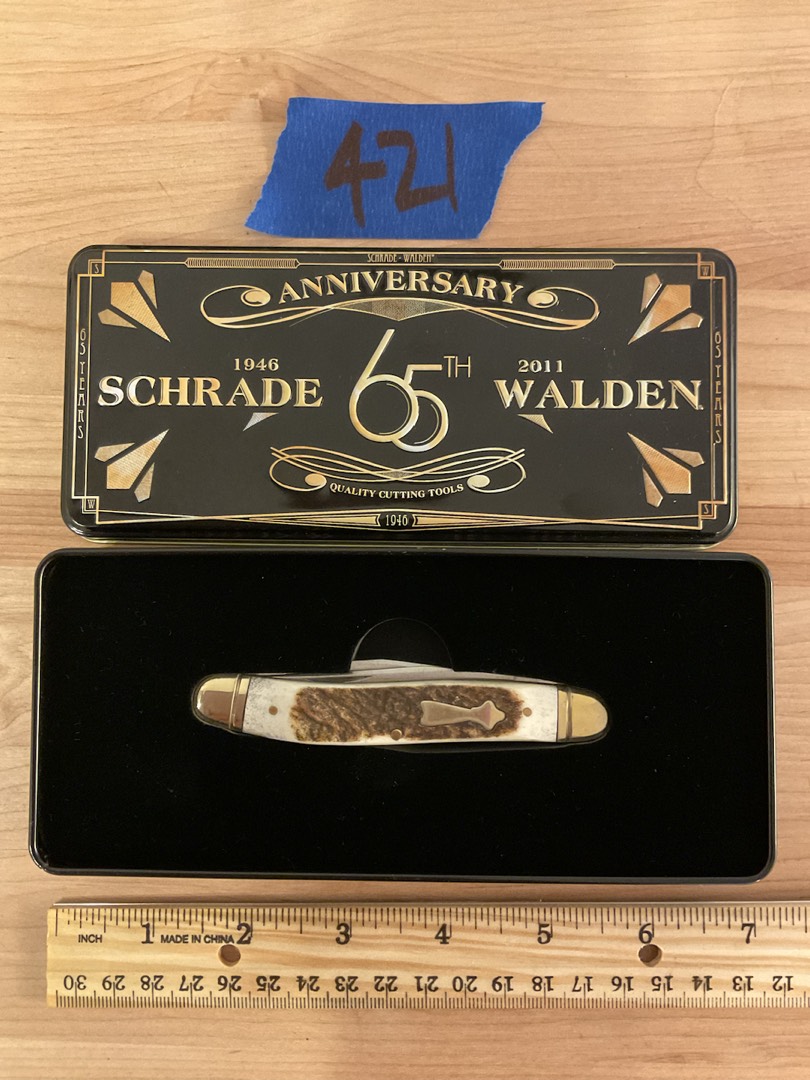 421
SCHRADE - WALDEN®
S W
ANNIVERSARY
65 YEARS
1946 65TH 2011
SCHRADE WALDEN
65 YEARS
QUALITY CUTTING TOOLS
W S
1946
INCH 1 MADE IN CHINA 2 3 4 5 6 7
30 29 28 27 26 25 24 23 22 21 20 19 18 17 16 15 14 13 12